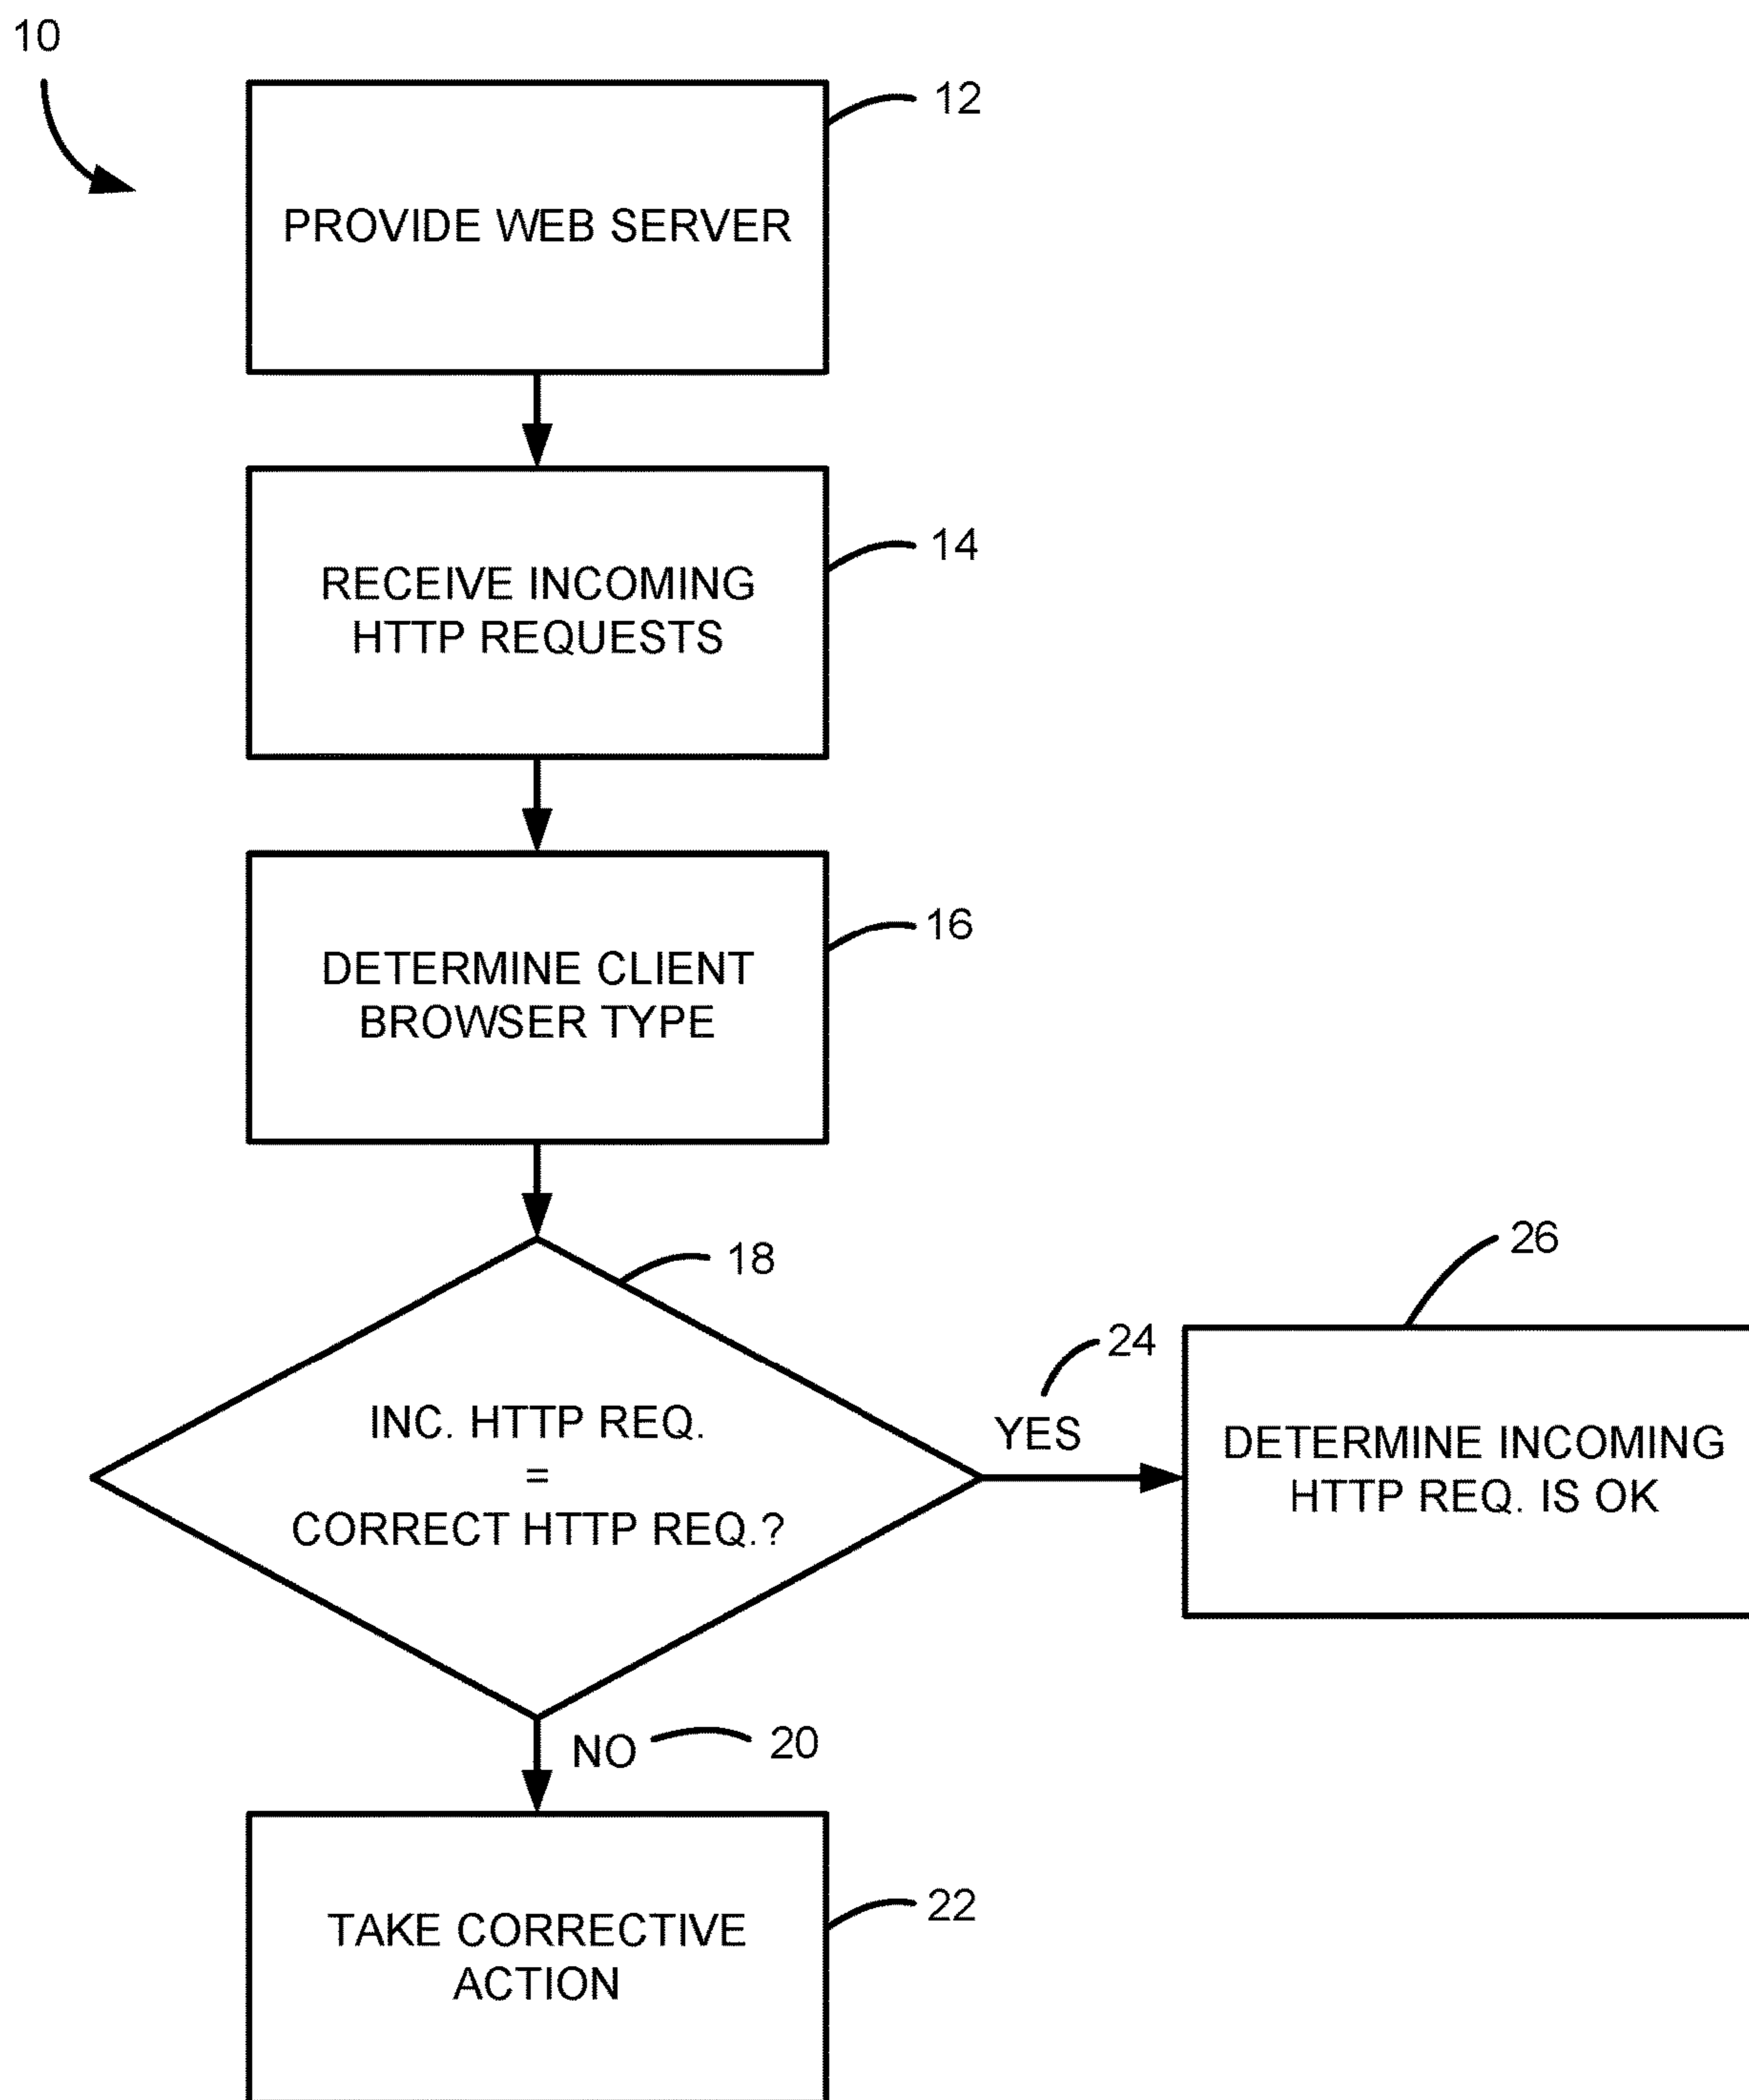 10
12
PROVIDE WEB SERVER
14
RECEIVE INCOMING
HTTP REQUESTS
16
DETERMINE CLIENT
BROWSER TYPE
18
26
24
INC. HTTP REQ.
=
CORRECT HTTP REQ.?
YES
DETERMINE INCOMING
HTTP REQ. IS OK
NO
20
22
TAKE CORRECTIVE
ACTION